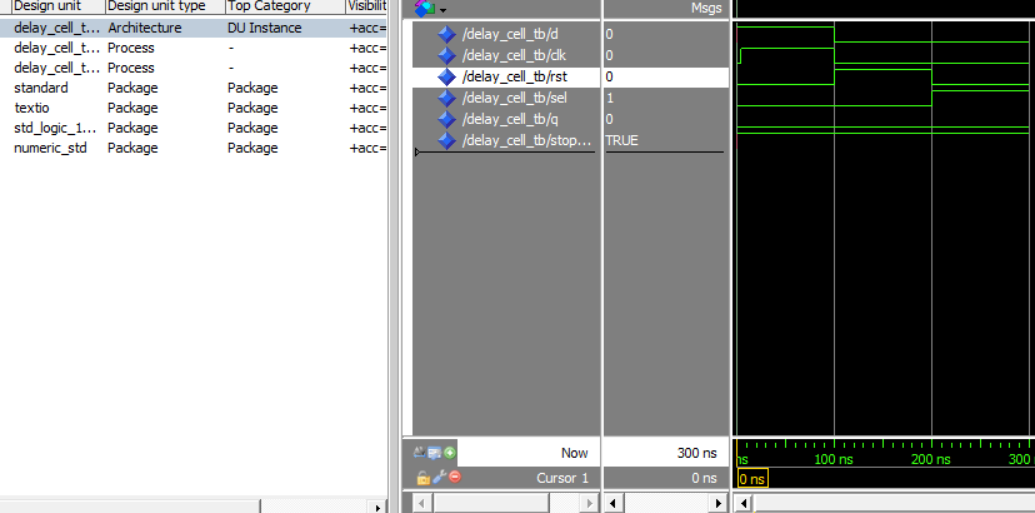 Design unit Design unit type Top Category Visibilit
delay_cell_t... Architecture DU Instance +acc=
delay_cell_t... Process - +acc=
delay_cell_t... Process - +acc=
standard Package Package +acc=
textio Package Package +acc=
std_logic_1... Package Package +acc=
numeric_std Package Package +acc=
Msgs
/delay_cell_tb/d 0
/delay_cell_tb/clk 0
/delay_cell_tb/rst 0
/delay_cell_tb/sel 1
/delay_cell_tb/q 0
/delay_cell_tb/stop... TRUE
Now 300 ns
ns 100 ns 200 ns 300
Cursor 1 0 ns
0 ns